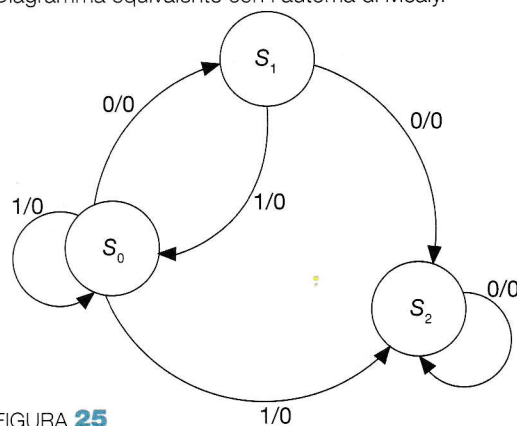 Diagramma equivalente con l'automa di Mealy.
S₁
0/0
0/0
1/0
1/0
S₀
S₂
0/0
1/0
FIGURA 25